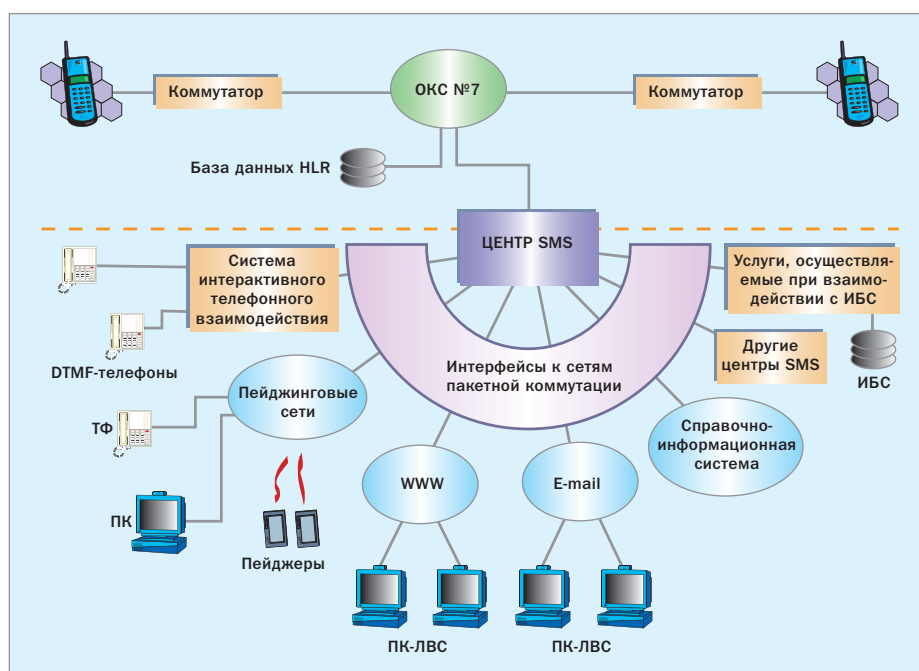 Коммутатор
ОКС №7
Коммутатор
База данных HLR
ЦЕНТР SMS
Система
интерактивного
телефонного
взаимодействия
Услуги, осуществля-
емые при взаимо-
действии с ИБС
DTMF-телефоны
Интерфейсы к сетям
пакетной коммутации
Другие
центры SMS
ИБС
Пейджинговые
сети
ТФ
Справочно-
информационная
система
WWW
E-mail
ПК
Пейджеры
ПК-ЛВС
ПК-ЛВС